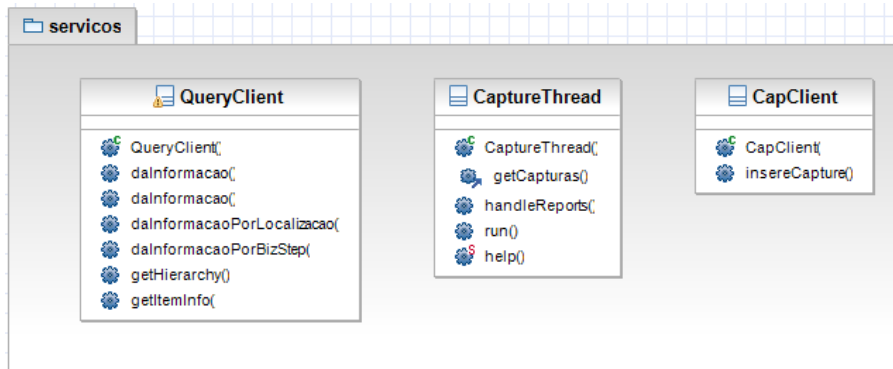 servicos
QueryClient
QueryClient(
daInformacao(
daInformacao(
daInformacaoPorLocalizacao(
daInformacaoPorBizStep(
getHierarchy()
getItemInfo(
CaptureThread
CaptureThread(
getCapturas()
handleReports(
run()
help()
CapClient
CapClient(
insereCapture()